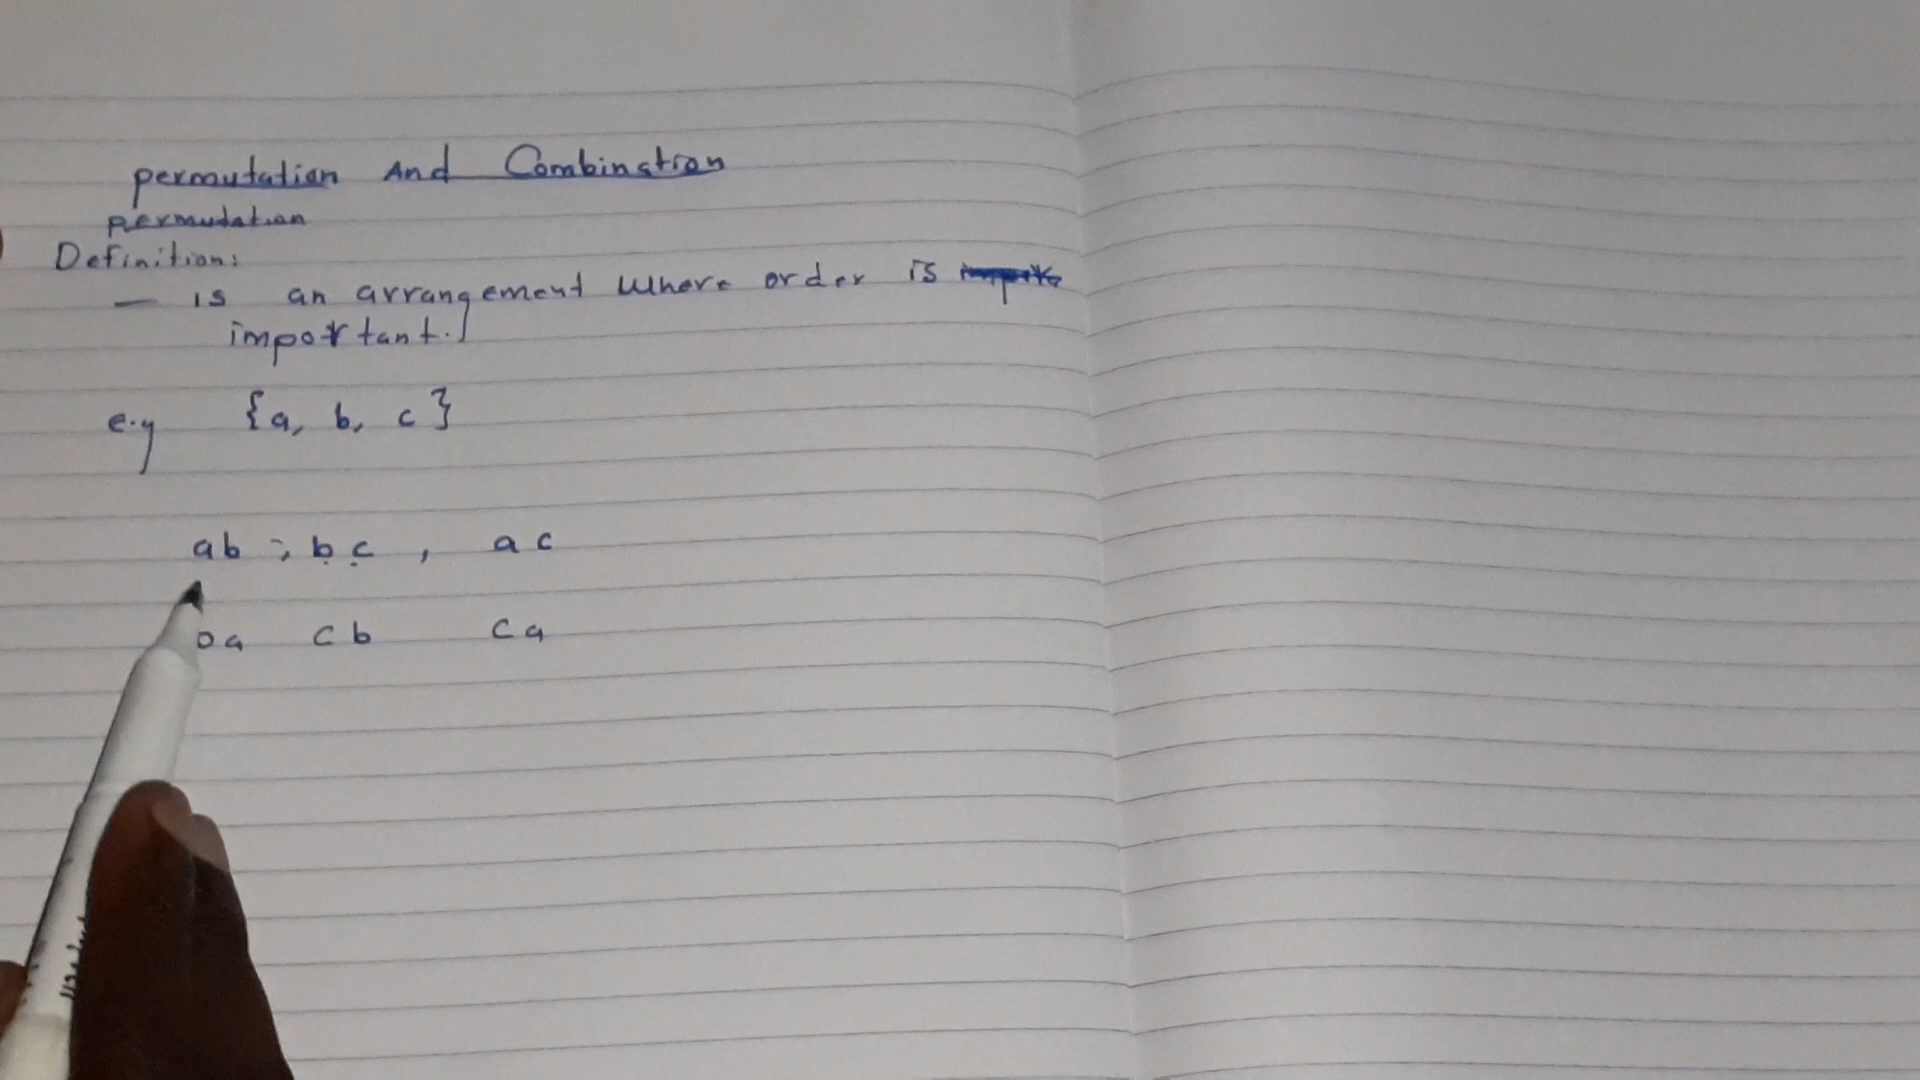 permutation And Combination
permutation
Definition:
— is an arrangement where order is
important.
e.g {a, b, c}
ab , bc , ac
ba cb ca